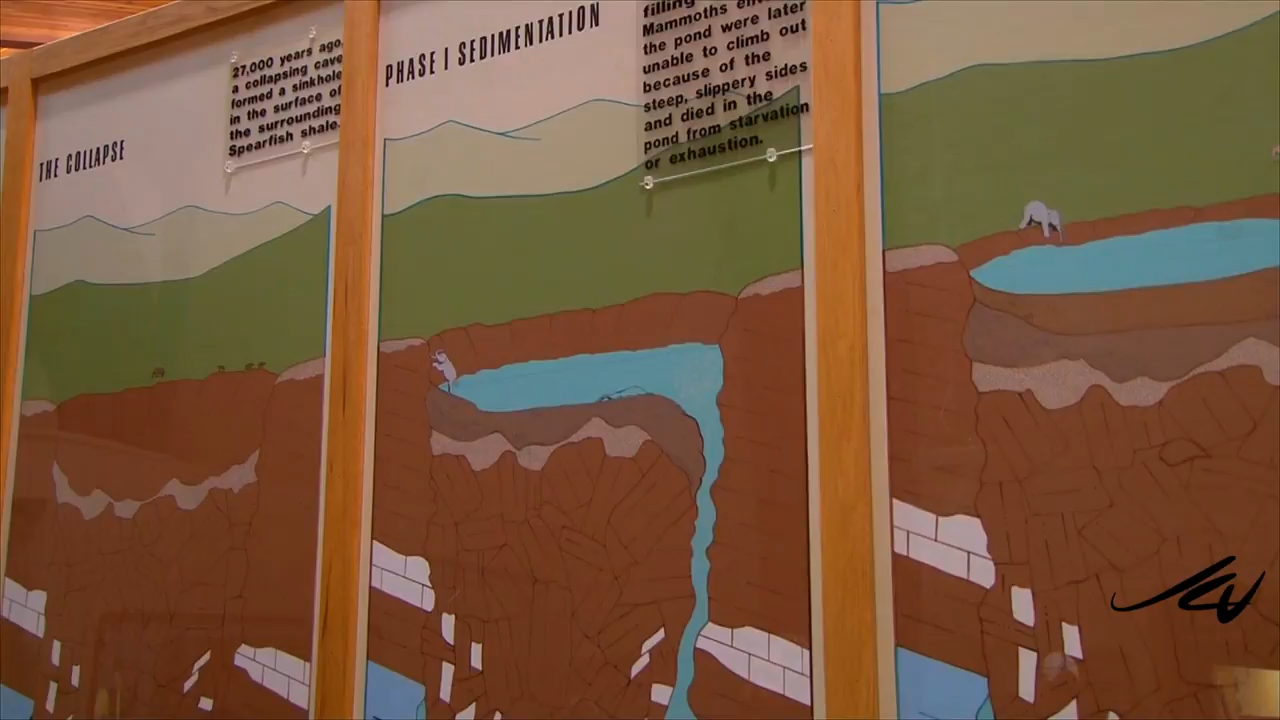 THE COLLAPSE
27,000 years ago,
a collapsing cave
formed a sinkhole
in the surface of
the surrounding
Spearfish shale.
PHASE I SEDIMENTATION
filling
Mammoths
the pond were later
unable to climb out
because of the
steep, slippery sides
and died in the
pond from starvation
or exhaustion.